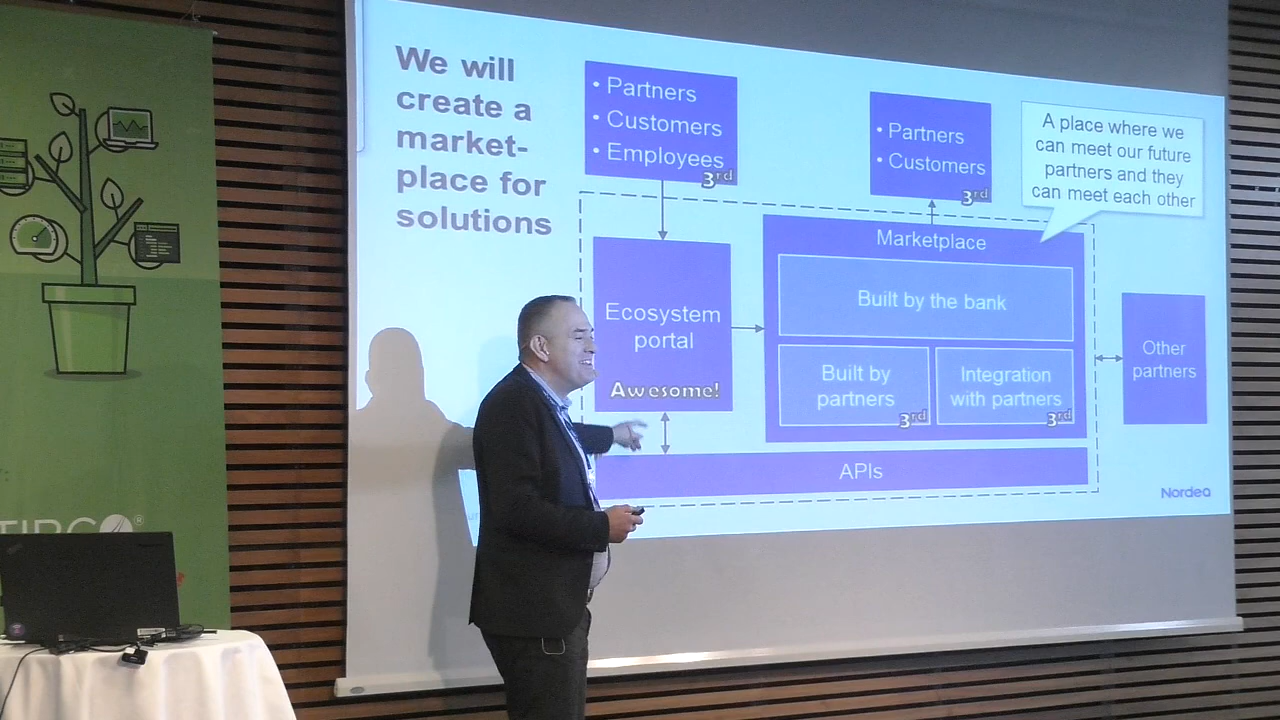 We will
create a
market-
place for
solutions
• Partners
• Customers
• Employees
3rd
• Partners
• Customers
3rd
A place where we
can meet our future
partners and they
can meet each other
Ecosystem
portal
Awesome!
Marketplace
Built by the bank
Built by
partners
3rd
Integration
with partners
3rd
Other
partners
APIs
Nordea
TIBCO®